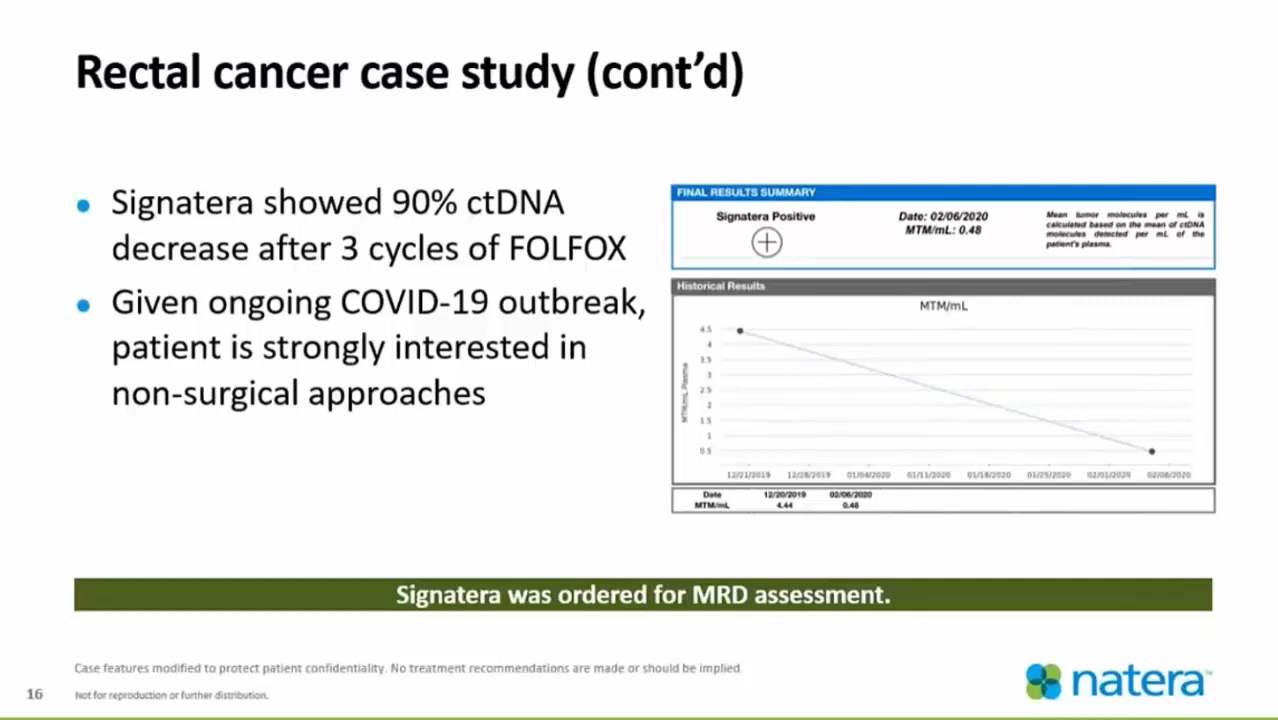 Rectal cancer case study (cont'd)
• Signatera showed 90% ctDNA
decrease after 3 cycles of FOLFOX
• Given ongoing COVID-19 outbreak,
patient is strongly interested in
non-surgical approaches
FINAL RESULTS SUMMARY
Signatera Positive
Date: 02/06/2020
MTM/mL: 0.48
Mean tumor molecules per mL is
calculated based on the mean of ctDNA
molecules detected per mL of the
patient's plasma.
Historical Results
MTM/mL
MTM/mL Plasma
4.5
4
3.5
3
2.5
2
1.5
1
0.5
12/21/2019 12/28/2019 01/04/2020 01/11/2020 01/18/2020 01/25/2020 02/01/2020 02/08/2020
Date 12/20/2019 02/06/2020
MTM/mL 4.44 0.48
Signatera was ordered for MRD assessment.
Case features modified to protect patient confidentiality. No treatment recommendations are made or should be implied.
16 Not for reproduction or further distribution.
natera™